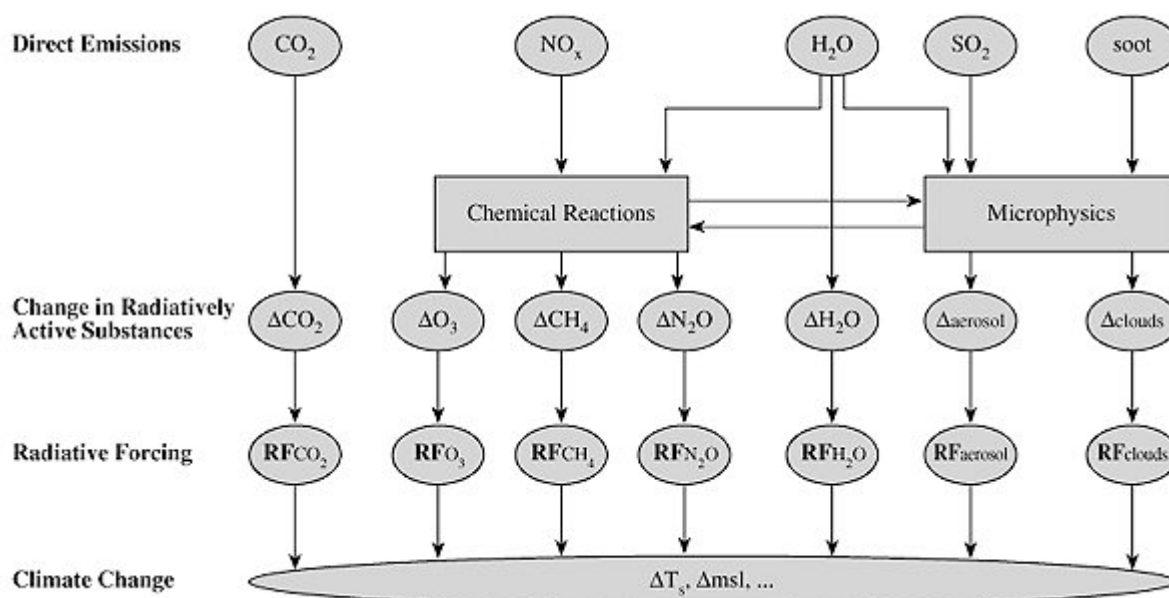 Direct Emissions
CO₂
NOₓ
H₂O
SO₂
soot
Chemical Reactions
Microphysics
Change in Radiatively
Active Substances
ΔCO₂
ΔO₃
ΔCH₄
ΔN₂O
ΔH₂O
Δaerosol
Δclouds
Radiative Forcing
RFCO₂
RFO₃
RFCH₄
RFN₂O
RFH₂O
RFaerosol
RFclouds
Climate Change
ΔTₛ, Δmsl, ...